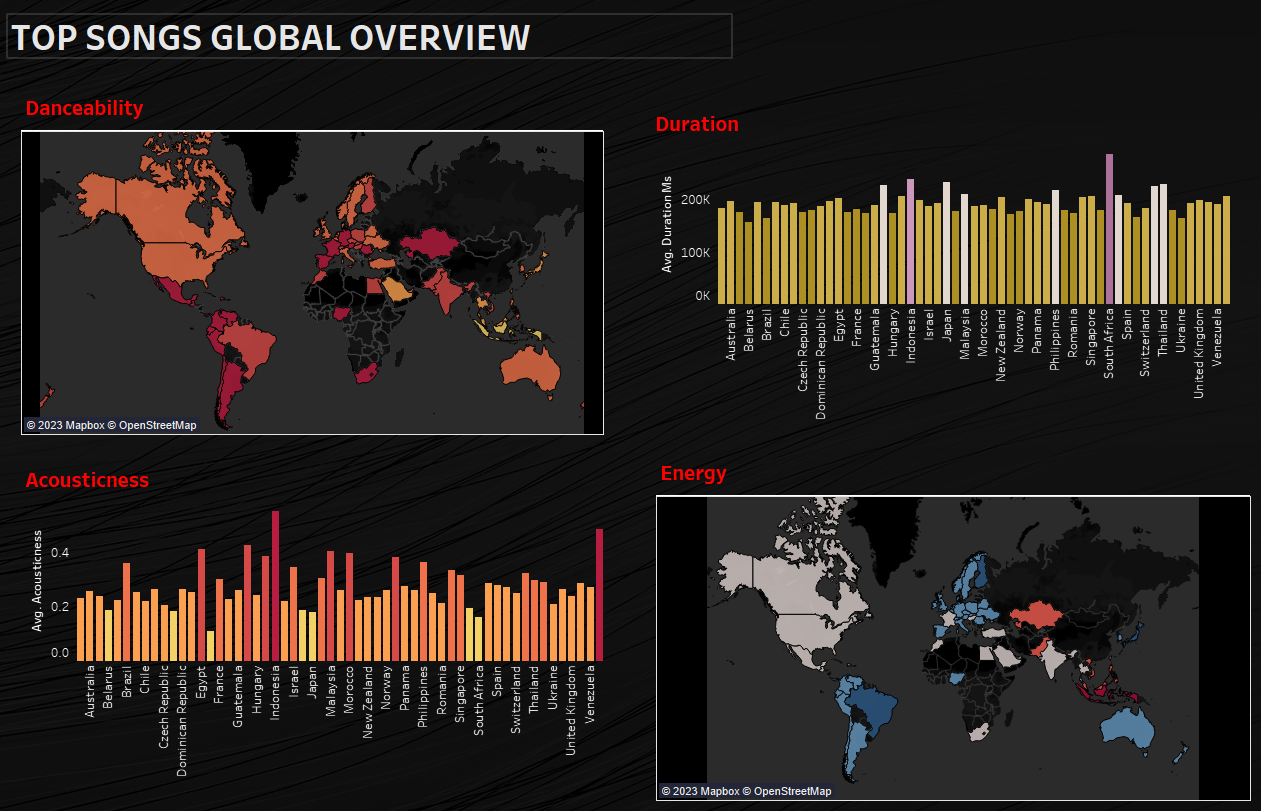 TOP SONGS GLOBAL OVERVIEW
Danceability
© 2023 Mapbox © OpenStreetMap
Duration
Avg. Duration Ms
200K
100K
0K
Australia
Belarus
Brazil
Chile
Czech Republic
Dominican Republic
Egypt
France
Guatemala
Hungary
Indonesia
Israel
Japan
Malaysia
Morocco
New Zealand
Norway
Panama
Philippines
Romania
Singapore
South Africa
Spain
Switzerland
Thailand
Ukraine
United Kingdom
Venezuela
Acousticness
Avg. Acousticness
0.4
0.2
0.0
Australia
Belarus
Brazil
Chile
Czech Republic
Dominican Republic
Egypt
France
Guatemala
Hungary
Indonesia
Israel
Japan
Malaysia
Morocco
New Zealand
Norway
Panama
Philippines
Romania
Singapore
South Africa
Spain
Switzerland
Thailand
Ukraine
United Kingdom
Venezuela
Energy
© 2023 Mapbox © OpenStreetMap